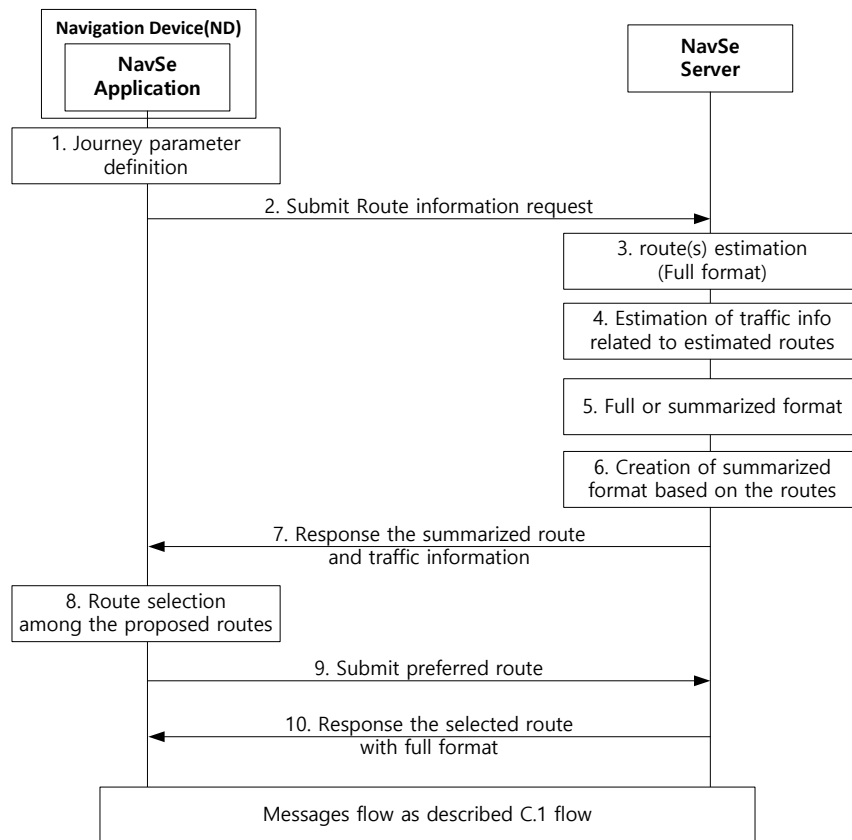 Navigation Device(ND)
NavSe
Application
NavSe
Server
1. Journey parameter
definition
2. Submit Route information request
3. route(s) estimation
(Full format)
4. Estimation of traffic info
related to estimated routes
5. Full or summarized format
6. Creation of summarized
format based on the routes
7. Response the summarized route
and traffic information
8. Route selection
among the proposed routes
9. Submit preferred route
10. Response the selected route
with full format
Messages flow as described C.1 flow